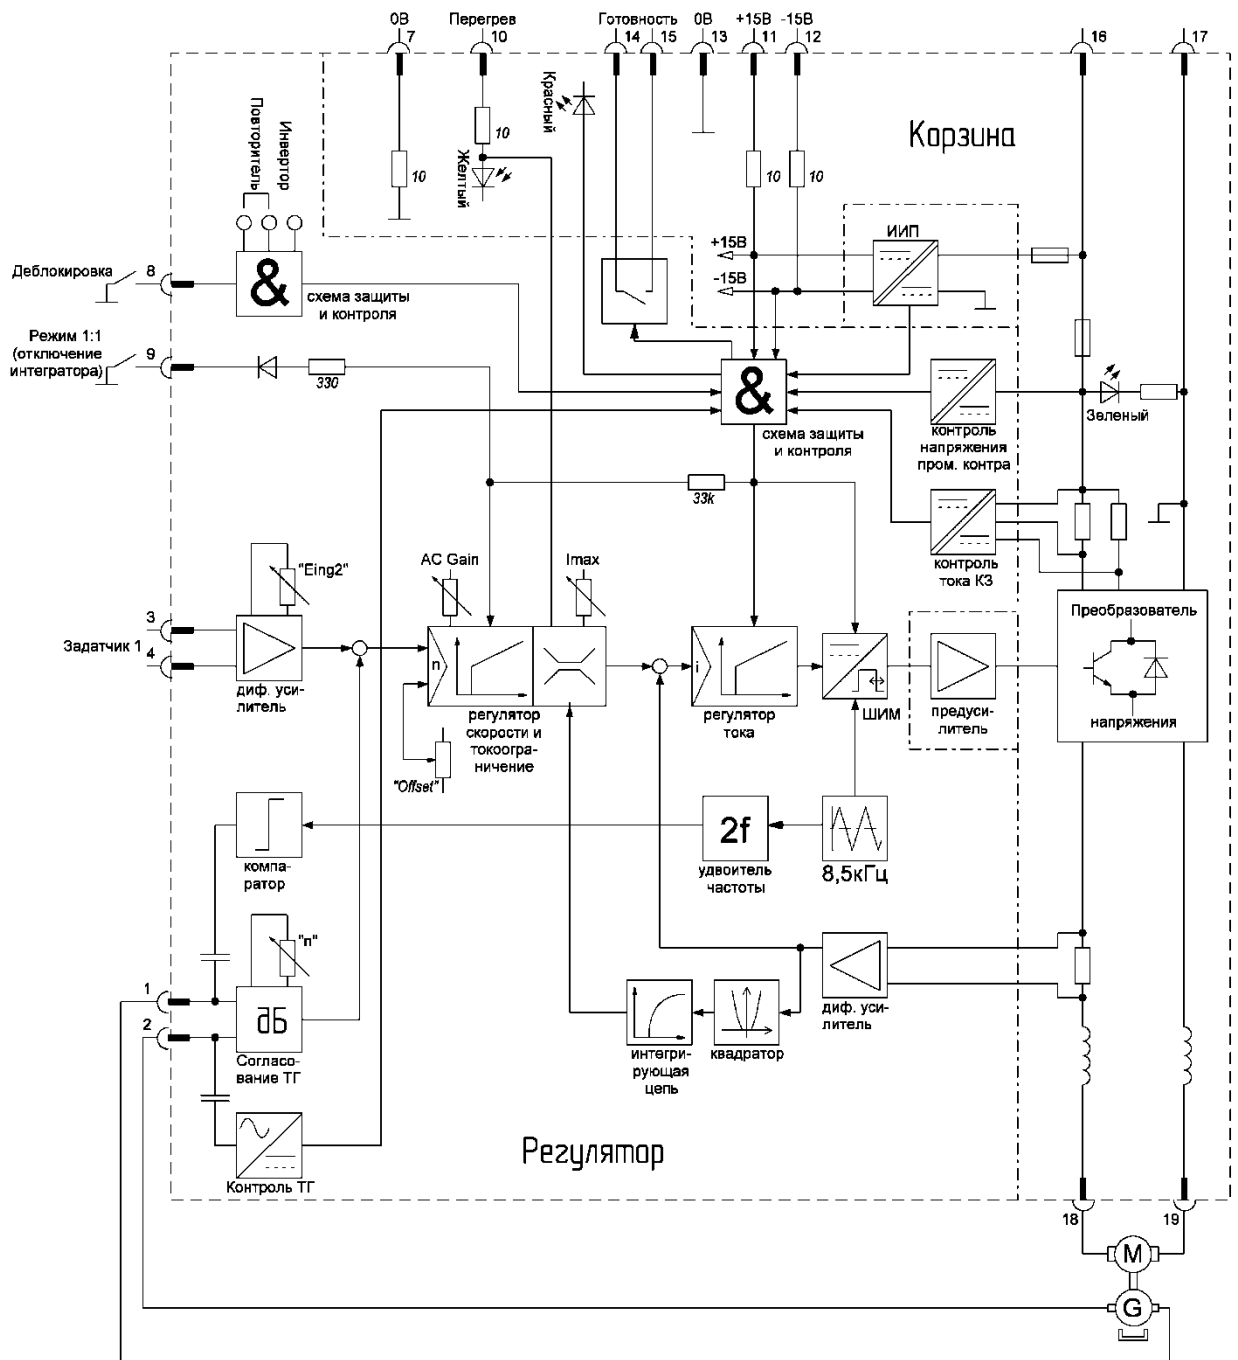 0В
Перегрев
Готовность
0В
+15В
-15В
7
10
14
15
13
11
12
16
17
Красный
Корзина
Повторитель
Инвертор
10
Желтый
10
10
10
ИИП
+15В
-15В
Деблокировка
8
&
схема защиты
и контроля
Режим 1:1
(отключение
интегратора)
9
330
&
схема защиты
и контроля
контроль
напряжения
пром. контра
Зеленый
33k
контроль
тока КЗ
"Eing2"
AC Gain
Imax
3
Задатчик 1
4
диф. уси-
литель
n
регулятор
скорости и
токоогра-
ничение
"Offset"
i
регулятор
тока
ШИМ
предуси-
литель
Преобразователь
напряжения
компа-
ратор
2f
удвоитель
частоты
8,5кГц
"n"
1
2
дБ
Согласо-
вание ТГ
интегри-
рующая
цепь
квадратор
диф. уси-
литель
Контроль ТГ
Регулятор
18
19
M
G